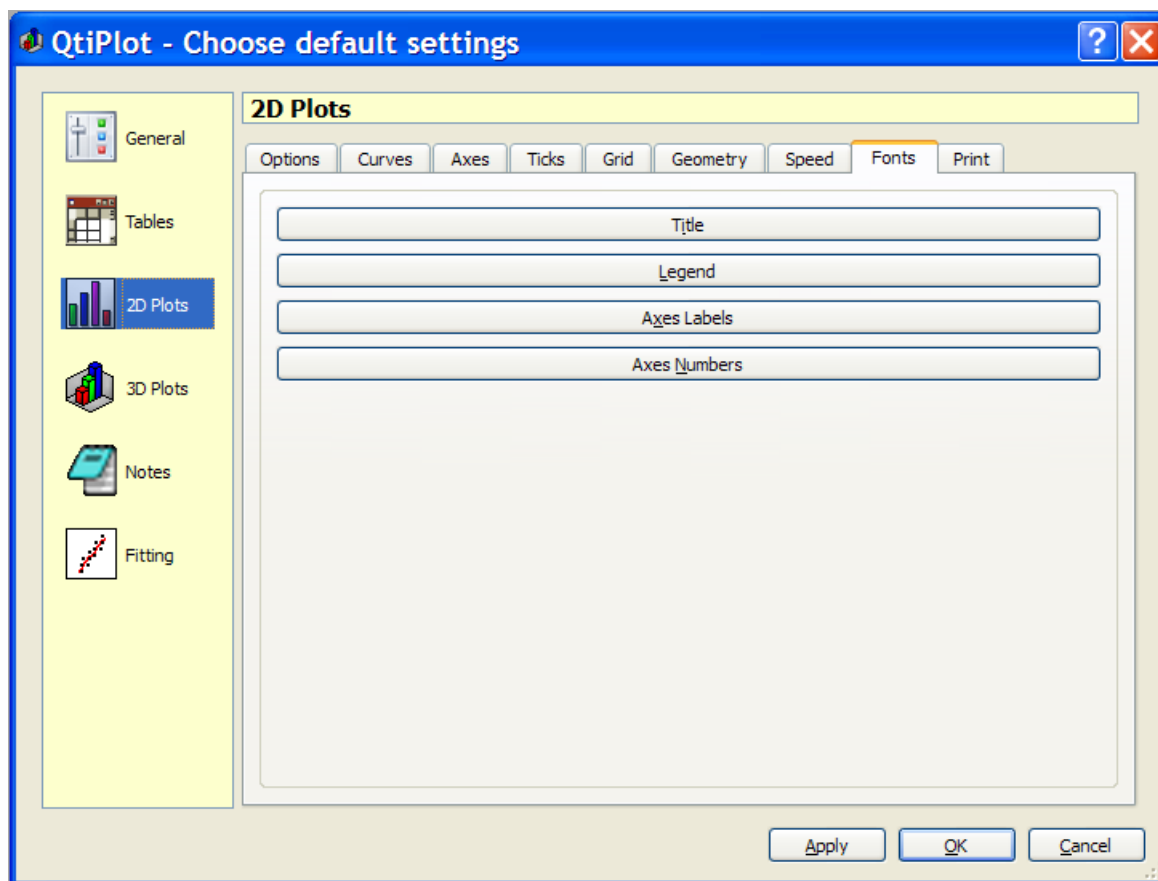 QtiPlot - Choose default settings
General
Tables
2D Plots
3D Plots
Notes
Fitting
2D Plots
Options Curves Axes Ticks Grid Geometry Speed Fonts Print
Title
Legend
Axes Labels
Axes Numbers
Apply OK Cancel